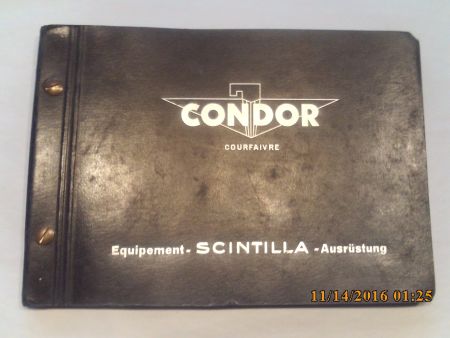 CONDOR
COURFAIVRE
Equipement - SCINTILLA - Ausrüstung
11/14/2016 01:25